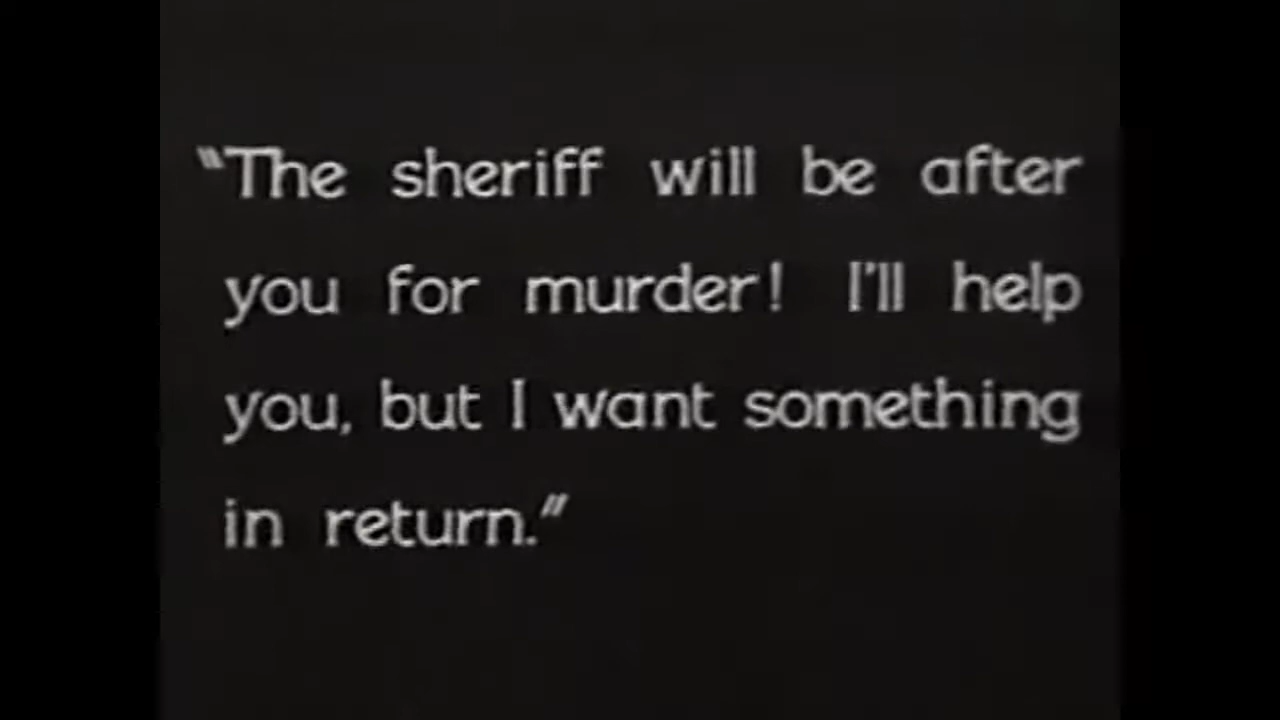 "The sheriff will be after
you for murder! I'll help
you, but I want something
in return."